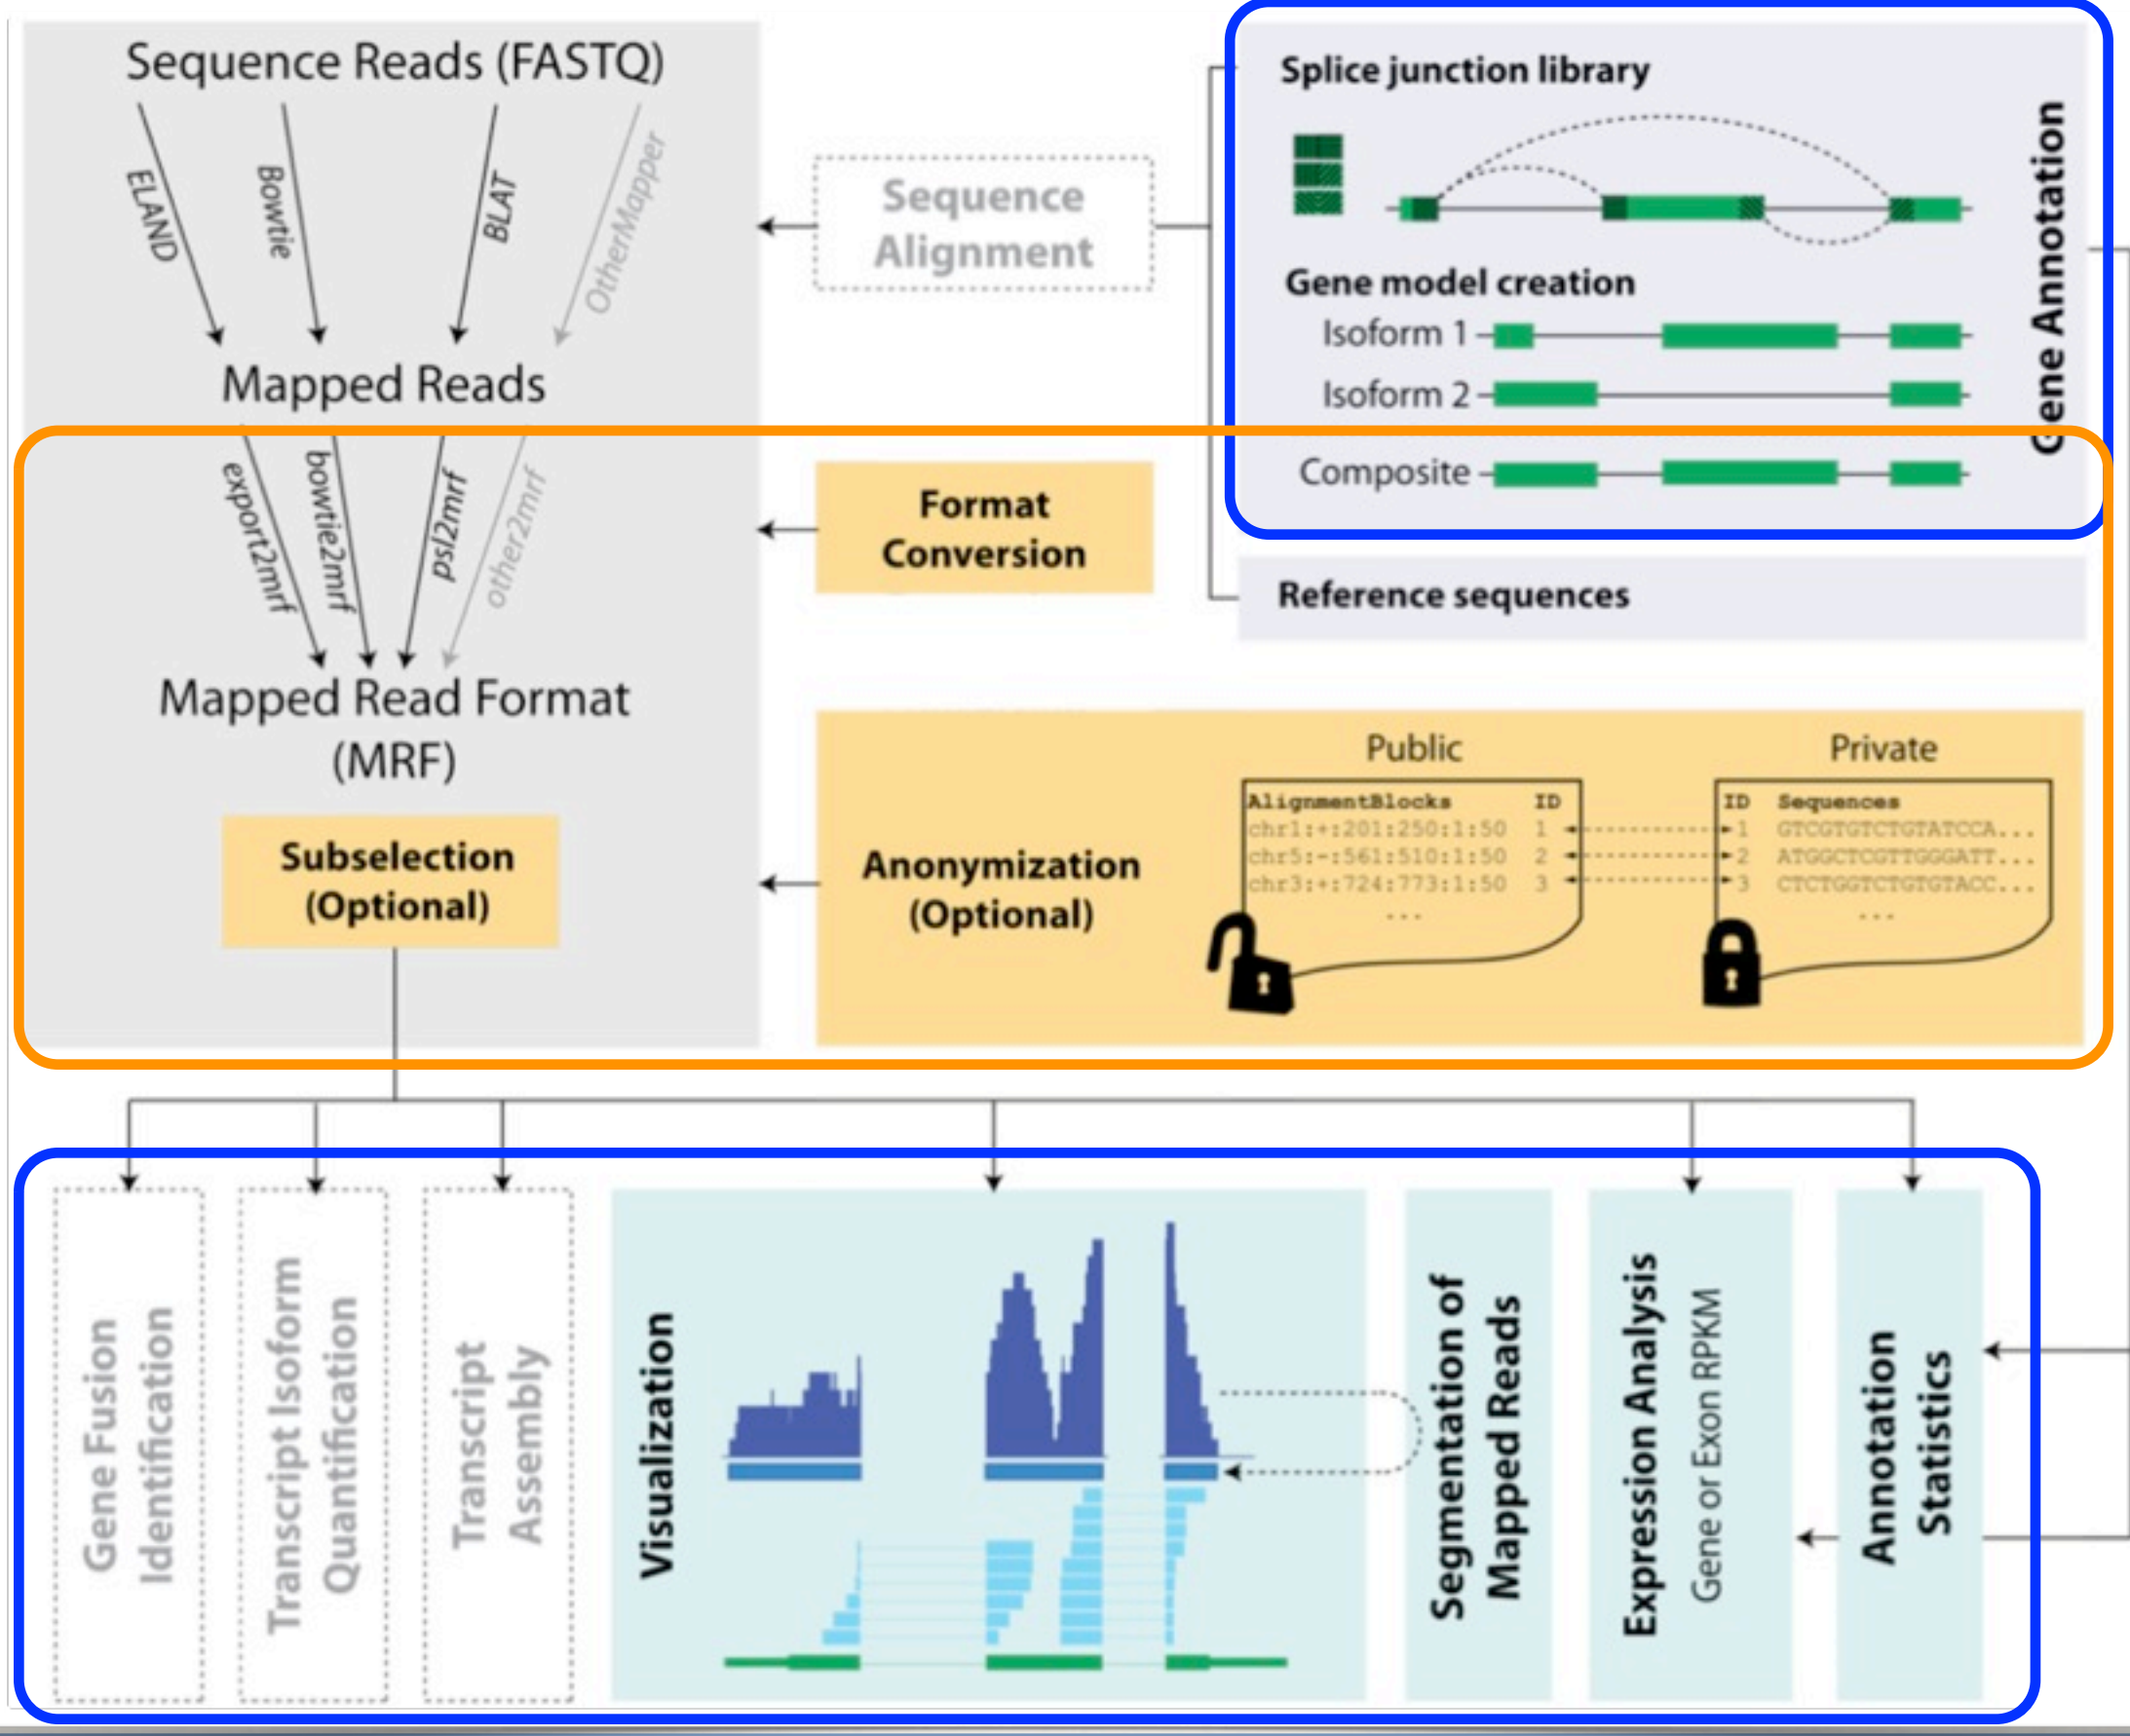 Sequence Reads (FASTQ)
ELAND
Bowtie
BLAT
OtherMapper
Mapped Reads
export2mrf
bowtie2mrf
psl2mrf
other2mrf
Mapped Read Format
(MRF)
Subselection
(Optional)
Sequence
Alignment
Format
Conversion
Splice junction library
Gene model creation
Isoform 1
Isoform 2
Composite
Gene Annotation
Reference sequences
Anonymization
(Optional)
Public
AlignmentBlocks ID
chr1:+:201:250:1:50 1
chr5:-:561:510:1:50 2
chr3:+:724:773:1:50 3
...
Private
ID Sequences
1 GTCGTGTCTGTATCCA...
2 ATGGCTCGTTGGGATT...
3 CTCTGGTCTGTGTACC...
...
Gene Fusion
Identification
Transcript Isoform
Quantification
Transcript
Assembly
Visualization
Segmentation of
Mapped Reads
Expression Analysis
Gene or Exon RPKM
Annotation
Statistics